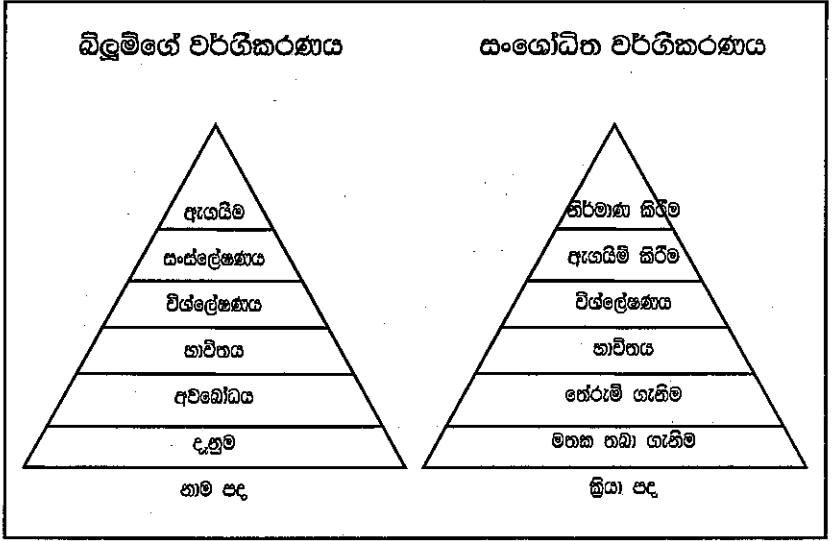 බ්ලූම්ගේ වර්ගීකරණය
ඇගයීම
සංස්ලේෂණය
විශ්ලේෂණය
භාවිතය
අවබෝධය
දැනුම
නාම පද
සංශෝධිත වර්ගීකරණය
නිර්මාණ කිරීම
ඇගයීම් කිරීම
විශ්ලේෂණය
භාවිතය
තේරුම් ගැනීම
මතක තබා ගැනීම
ක්‍රියා පද